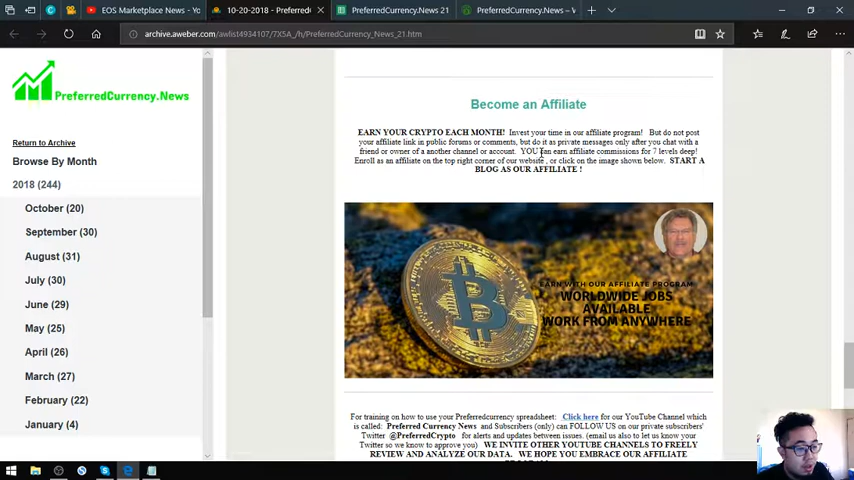 EOS Marketplace News - Yo
10-20-2018 - Preferred
PreferredCurrency.News 21
PreferredCurrency.News – V
archive.aweber.com/awlist4934107/7X5A_/h/PreferredCurrency_News_21.htm
PreferredCurrency.News
Return to Archive
Browse By Month
2018 (244)
October (20)
September (30)
August (31)
July (30)
June (29)
May (25)
April (26)
March (27)
February (22)
January (4)
Become an Affiliate
EARN YOUR CRYPTO EACH MONTH! Invest your time in our affiliate program! But do not post
your affiliate link in public forums or comments, but do it as private messages only after you chat with a
friend or owner of a another channel or account. YOU can earn affiliate commissions for 7 levels deep!
Enroll as an affiliate on the top right corner of our website , or click on the image shown below. START A
BLOG AS OUR AFFILIATE !
EARN WITH OUR AFFILIATE PROGRAM
WORLDWIDE JOBS
AVAILABLE
WORK FROM ANYWHERE
For training on how to use your Preferredcurrency spreadsheet: Click here for our YouTube Channel which
is called: Preferred Currency News and Subscribers (only) can FOLLOW US on our private subscribers'
Twitter @PreferredCrypto for alerts and updates between issues. (email us also to let us know your
Twitter so we know to approve you) WE INVITE OTHER YOUTUBE CHANNELS TO FREELY
REVIEW AND ANALYZE OUR DATA. WE HOPE YOU EMBRACE OUR AFFILIATE